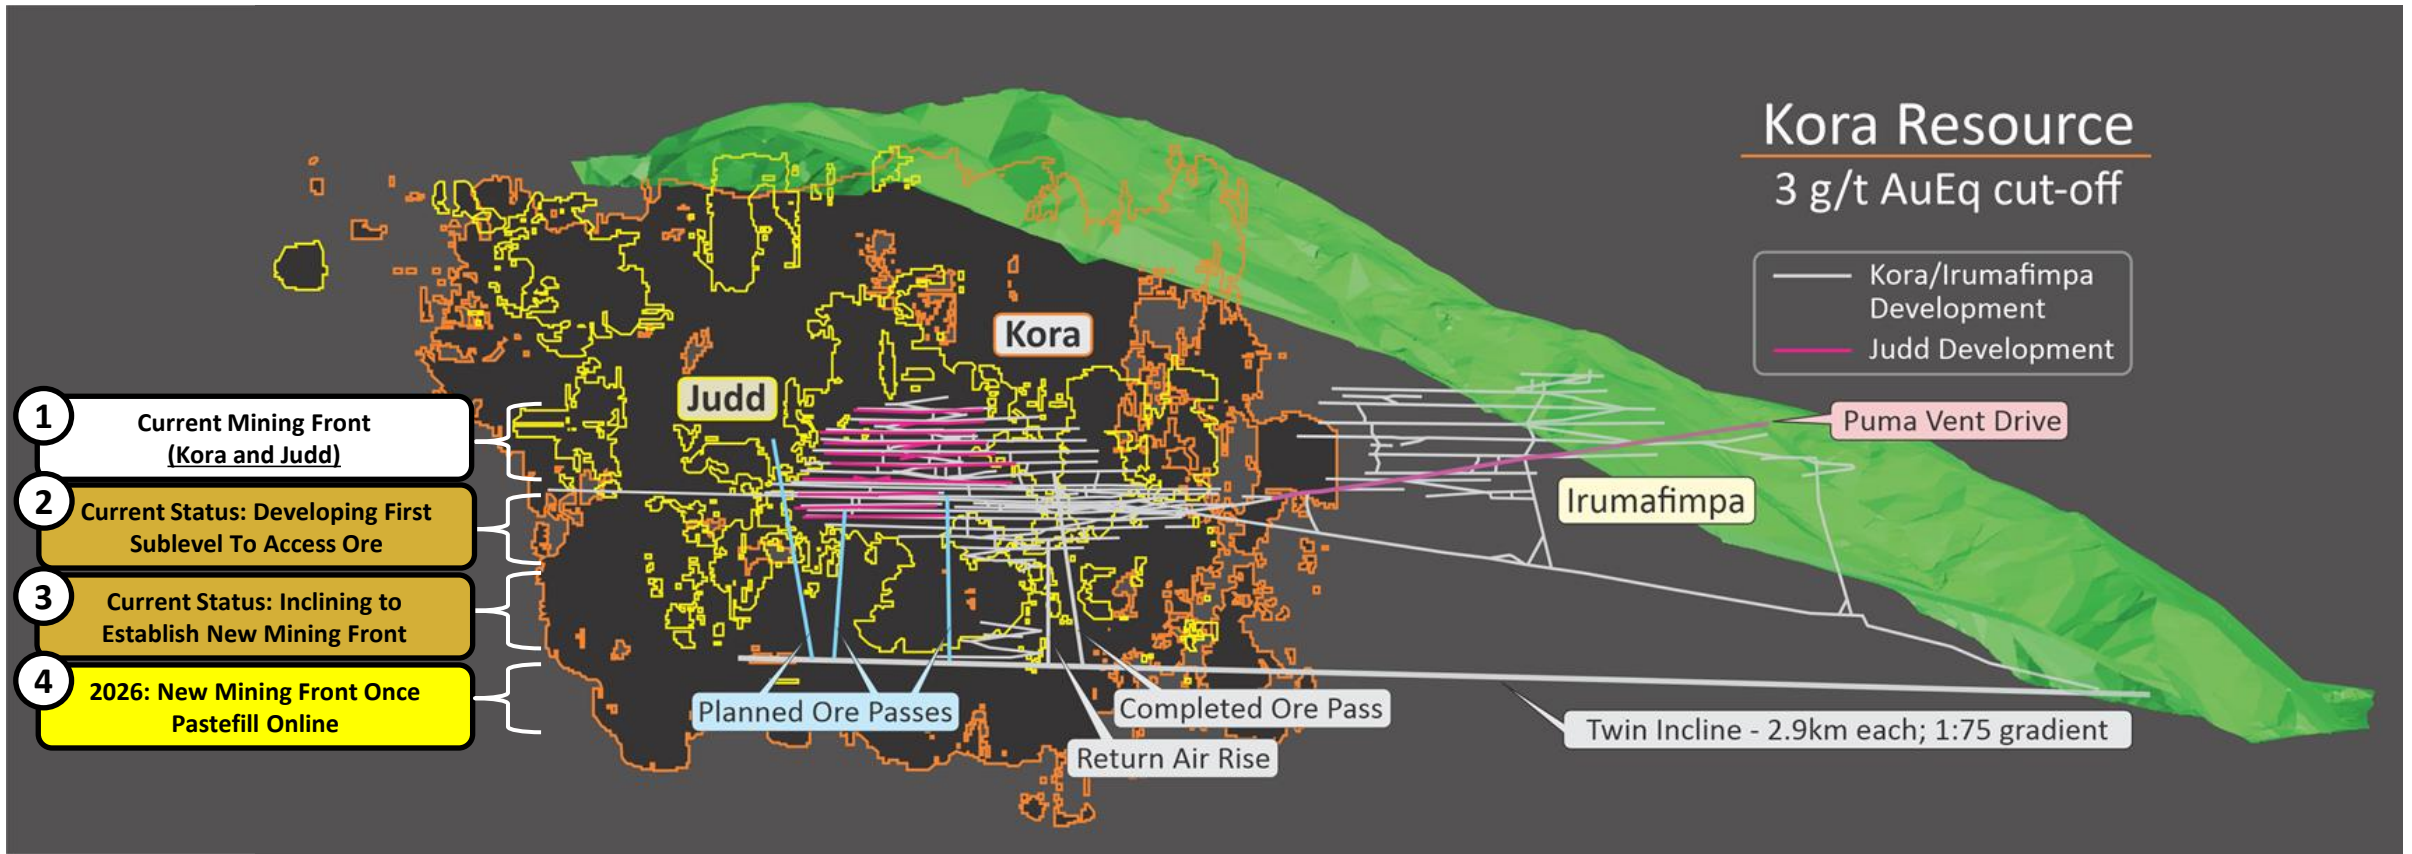 Kora Resource
3 g/t AuEq cut-off
Kora/Irumafimpa
Development
Judd Development
Kora
Judd
1
Current Mining Front
(Kora and Judd)
2
Current Status: Developing First
Sublevel To Access Ore
3
Current Status: Inclining to
Establish New Mining Front
4
2026: New Mining Front Once
Pastefill Online
Puma Vent Drive
Irumafimpa
Planned Ore Passes
Completed Ore Pass
Return Air Rise
Twin Incline - 2.9km each; 1:75 gradient